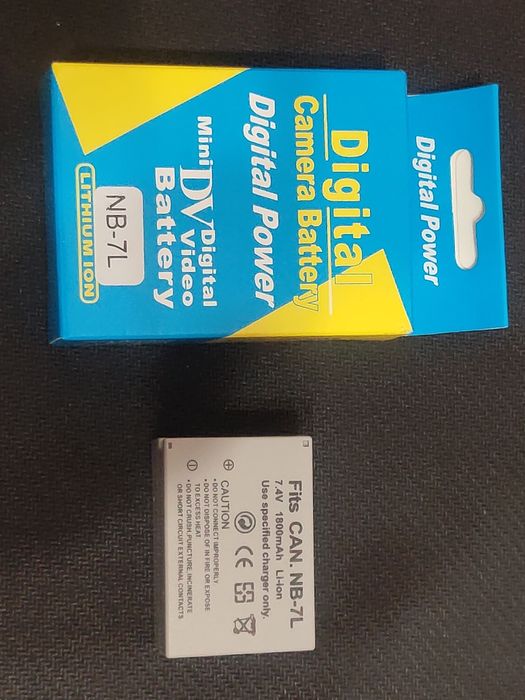 Digital Power
Digital
Camera Battery
Digital Power
Mini DV Digital Video
Battery
NB-7L
LITHIUM ION
Fits CAN. NB-7L
7.4V 1800mAh Li-ion
Use specified charger only.
CE
CAUTION
• DO NOT CONNECT IMPROPERLY
• DO NOT DISPOSE OF IN FIRE OR EXPOSE
TO EXCESS HEAT
• DO NOT CRUSH, PUNCTURE, INCINERATE
OR SHORT CIRCUIT EXTERNAL CONTACTS